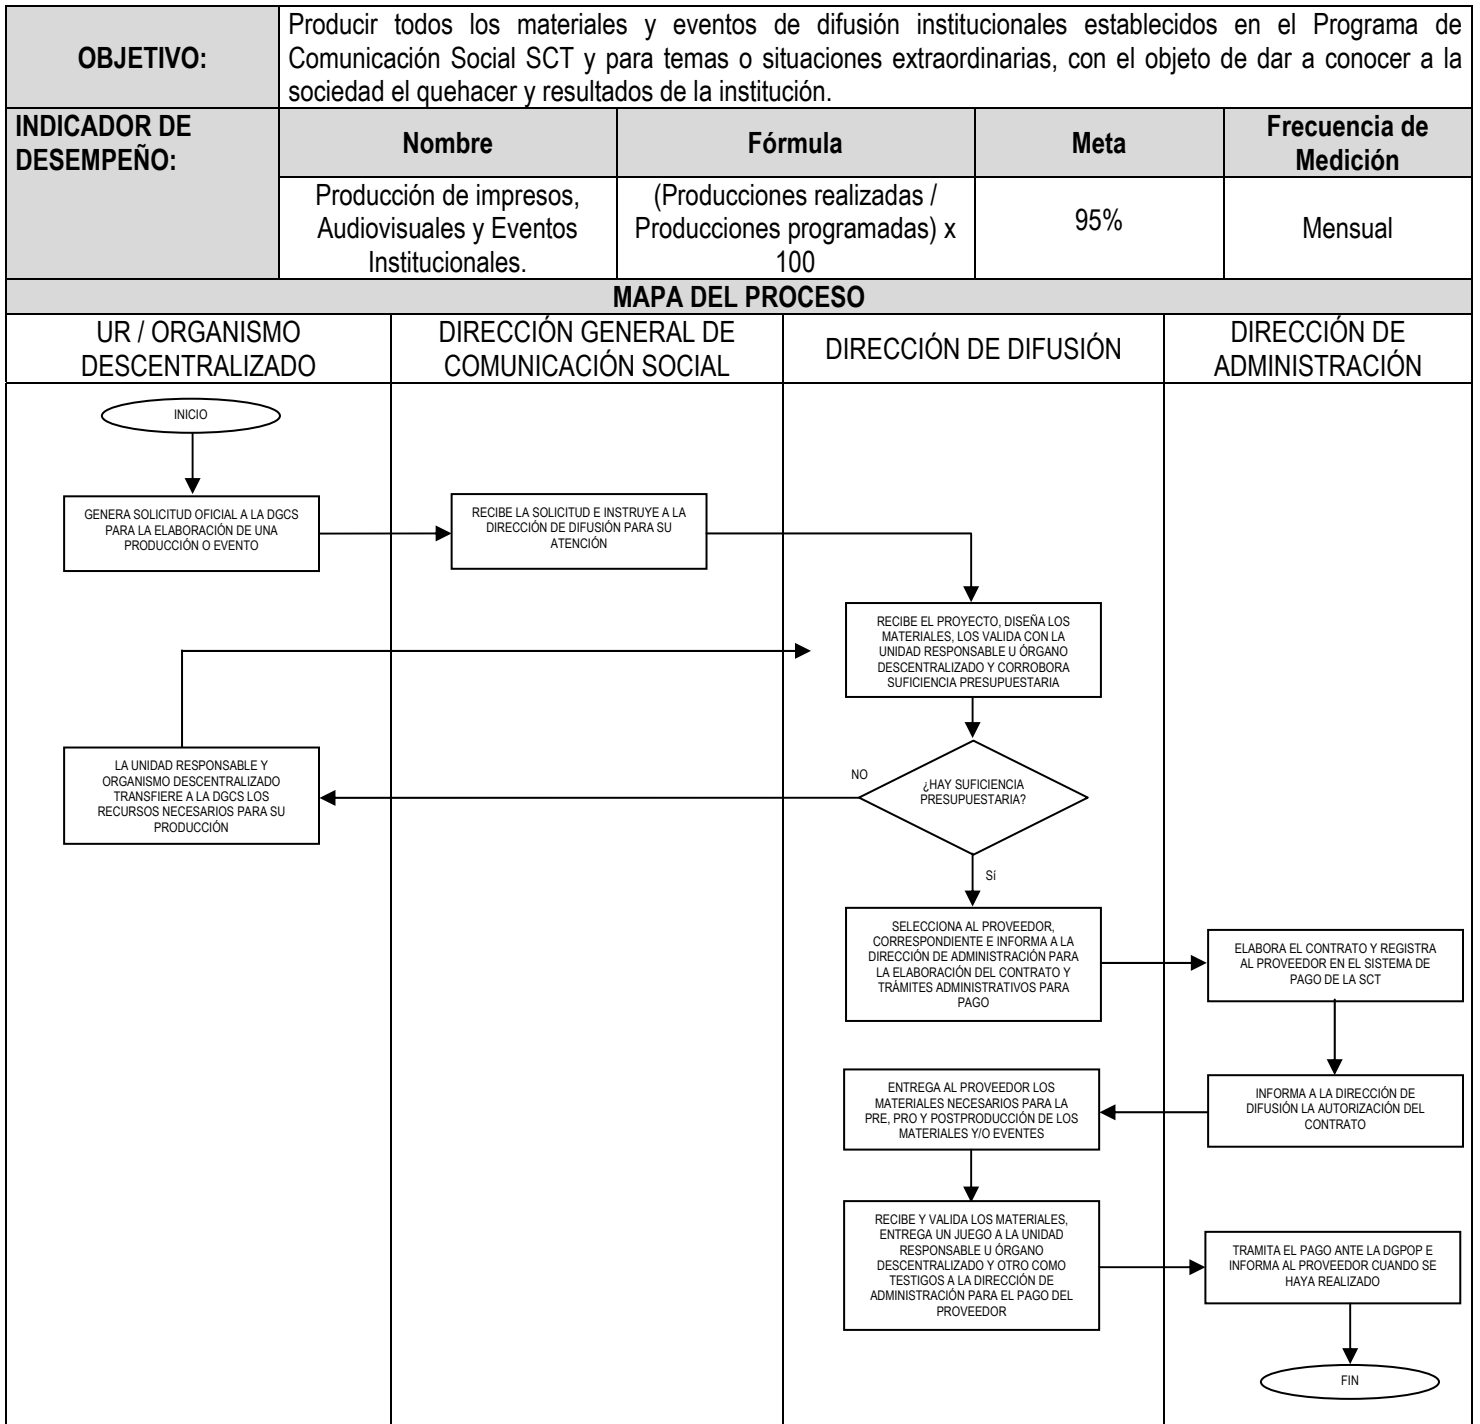 OBJETIVO:
Producir todos los materiales y eventos de difusión institucionales establecidos en el Programa de
Comunicación Social SCT y para temas o situaciones extraordinarias, con el objeto de dar a conocer a la
sociedad el quehacer y resultados de la institución.
INDICADOR DE
DESEMPEÑO:
Nombre
Fórmula
Meta
Frecuencia de
Medición
Producción de impresos,
Audiovisuales y Eventos
Institucionales.
(Producciones realizadas /
Producciones programadas) x
100
95%
Mensual
MAPA DEL PROCESO
UR / ORGANISMO
DESCENTRALIZADO
DIRECCIÓN GENERAL DE
COMUNICACIÓN SOCIAL
DIRECCIÓN DE DIFUSIÓN
DIRECCIÓN DE
ADMINISTRACIÓN
INICIO
GENERA SOLICITUD OFICIAL A LA DGCS
PARA LA ELABORACIÓN DE UNA
PRODUCCIÓN O EVENTO
RECIBE LA SOLICITUD E INSTRUYE A LA
DIRECCIÓN DE DIFUSIÓN PARA SU
ATENCIÓN
RECIBE EL PROYECTO, DISEÑA LOS
MATERIALES, LOS VALIDA CON LA
UNIDAD RESPONSABLE U ÓRGANO
DESCENTRALIZADO Y CORROBORA
SUFICIENCIA PRESUPUESTARIA
LA UNIDAD RESPONSABLE Y
ORGANISMO DESCENTRALIZADO
TRANSFIERE A LA DGCS LOS
RECURSOS NECESARIOS PARA SU
PRODUCCIÓN
NO
¿HAY SUFICIENCIA
PRESUPUESTARIA?
Sí
SELECCIONA AL PROVEEDOR,
CORRESPONDIENTE E INFORMA A LA
DIRECCIÓN DE ADMINISTRACIÓN PARA
LA ELABORACIÓN DEL CONTRATO Y
TRÁMITES ADMINISTRATIVOS PARA
PAGO
ELABORA EL CONTRATO Y REGISTRA
AL PROVEEDOR EN EL SISTEMA DE
PAGO DE LA SCT
ENTREGA AL PROVEEDOR LOS
MATERIALES NECESARIOS PARA LA
PRE, PRO Y POSTPRODUCCIÓN DE LOS
MATERIALES Y/O EVENTES
INFORMA A LA DIRECCIÓN DE
DIFUSIÓN LA AUTORIZACIÓN DEL
CONTRATO
RECIBE Y VALIDA LOS MATERIALES,
ENTREGA UN JUEGO A LA UNIDAD
RESPONSABLE U ÓRGANO
DESCENTRALIZADO Y OTRO COMO
TESTIGOS A LA DIRECCIÓN DE
ADMINISTRACIÓN PARA EL PAGO DEL
PROVEEDOR
TRAMITA EL PAGO ANTE LA DGPOP E
INFORMA AL PROVEEDOR CUANDO SE
HAYA REALIZADO
FIN